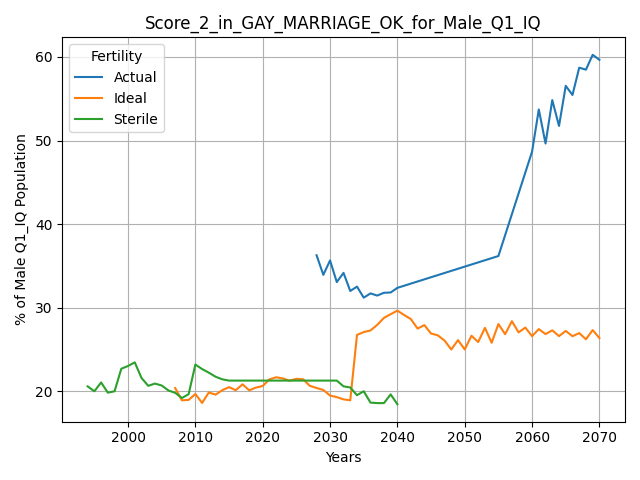 Score_2_in_GAY_MARRIAGE_OK_for_Male_Q1_IQ
Fertility
Actual
Ideal
Sterile
% of Male Q1_IQ Population
60
50
40
30
20
2000
2010
2020
2030
2040
2050
2060
2070
Years